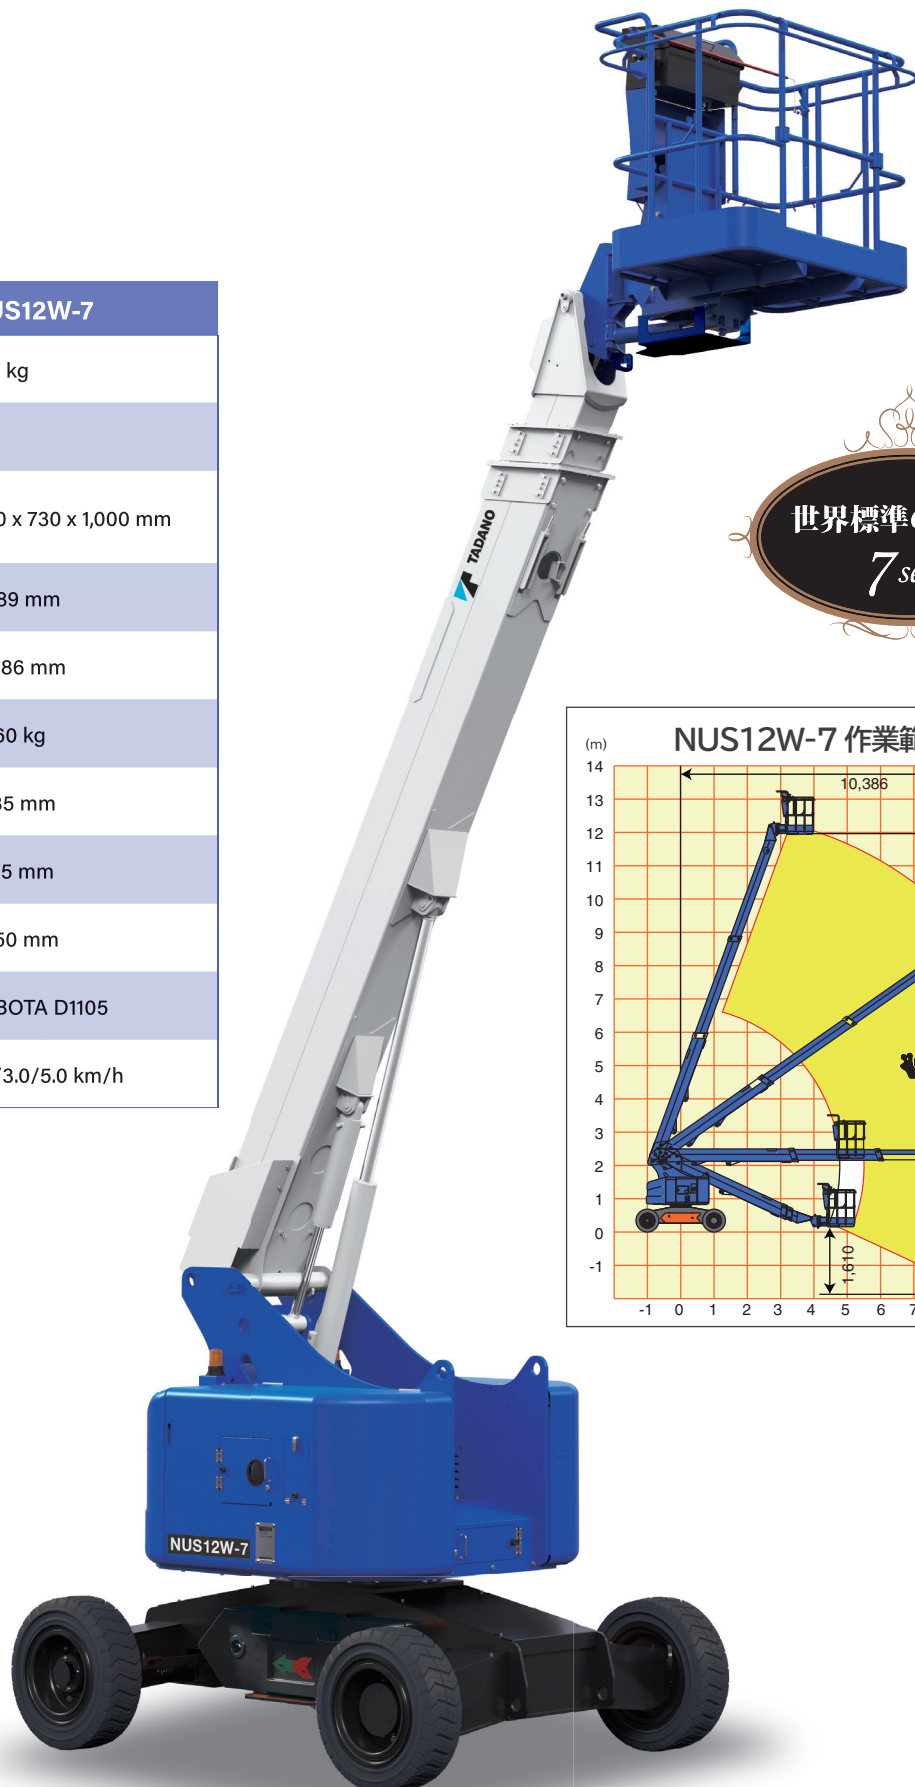 US12W-7
kg
0 x 730 x 1,000 mm
89 mm
86 mm
60 kg
35 mm
5 mm
50 mm
BOTA D1105
/3.0/5.0 km/h
TADANO
世界標準
7 se
NUS12W-7 作業範
(m)
14
13
12
11
10
9
8
7
6
5
4
3
2
1
0
-1
10,386
1,610
-1 0 1 2 3 4 5 6 7
NUS12W-7